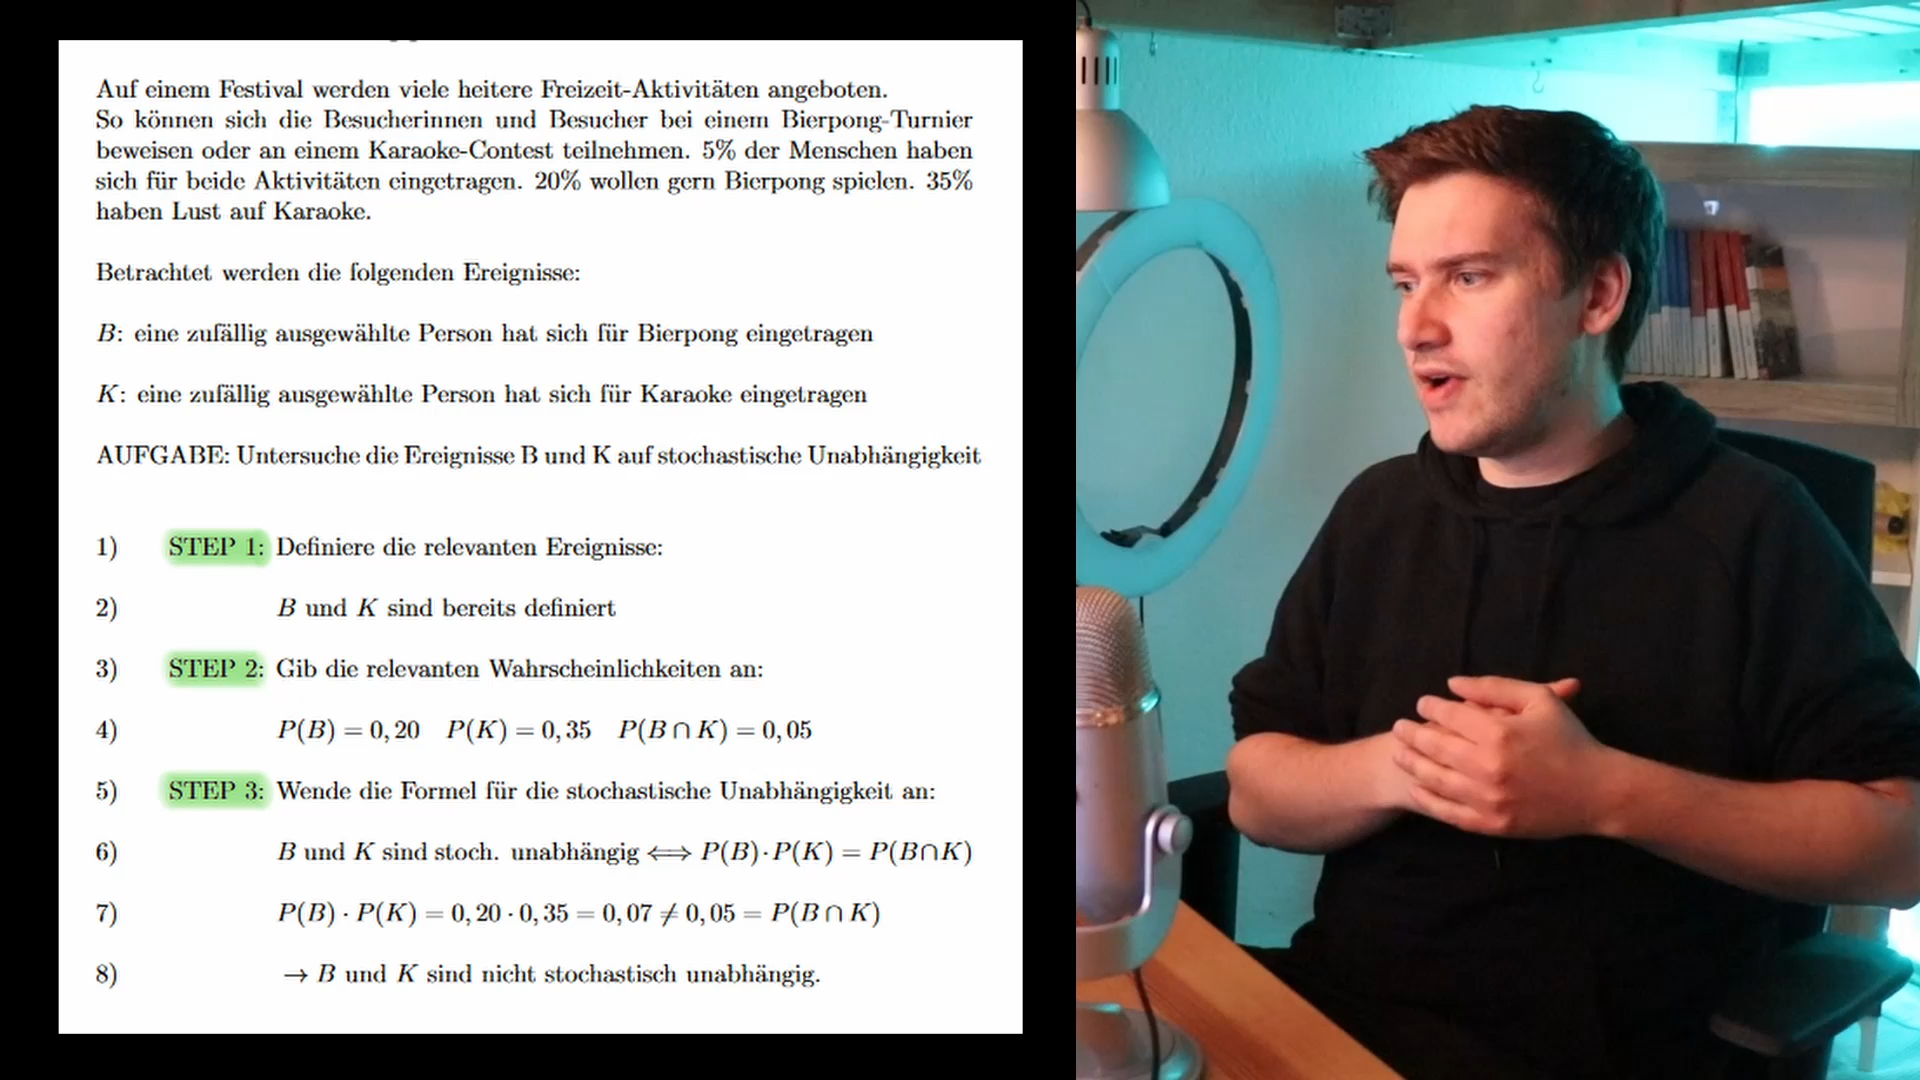 Auf einem Festival werden viele heitere Freizeit-Aktivitäten angeboten.
So können sich die Besucherinnen und Besucher bei einem Bierpong-Turnier
beweisen oder an einem Karaoke-Contest teilnehmen. 5% der Menschen haben
sich für beide Aktivitäten eingetragen. 20% wollen gern Bierpong spielen. 35%
haben Lust auf Karaoke.
Betrachtet werden die folgenden Ereignisse:
B: eine zufällig ausgewählte Person hat sich für Bierpong eingetragen
K: eine zufällig ausgewählte Person hat sich für Karaoke eingetragen
AUFGABE: Untersuche die Ereignisse B und K auf stochastische Unabhängigkeit
1) STEP 1: Definiere die relevanten Ereignisse:
2) B und K sind bereits definiert
3) STEP 2: Gib die relevanten Wahrscheinlichkeiten an:
4) P(B) = 0, 20 P(K) = 0, 35 P(B ∩ K) = 0, 05
5) STEP 3: Wende die Formel für die stochastische Unabhängigkeit an:
6) B und K sind stoch. unabhängig ⟺ P(B)·P(K) = P(B∩K)
7) P(B) · P(K) = 0, 20 · 0, 35 = 0, 07 ≠ 0, 05 = P(B ∩ K)
8) → B und K sind nicht stochastisch unabhängig.